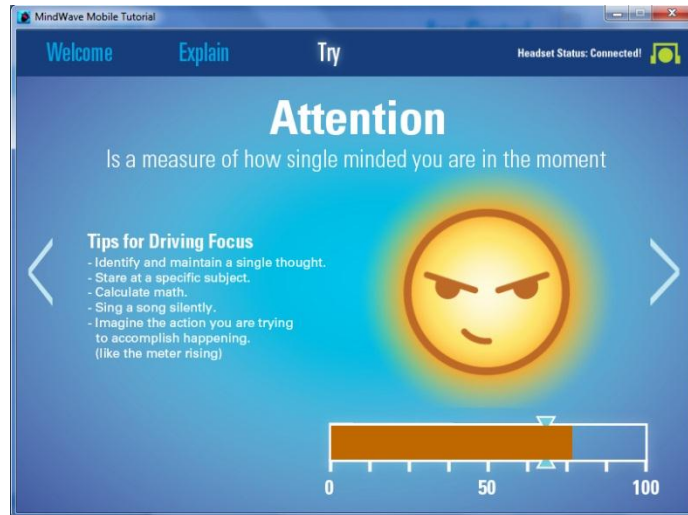 MindWave Mobile Tutorial
Welcome
Explain
Try
Headset Status: Connected!
Attention
Is a measure of how single minded you are in the moment
Tips for Driving Focus
- Identify and maintain a single thought.
- Stare at a specific subject.
- Calculate math.
- Sing a song silently.
- Imagine the action you are trying
to accomplish happening.
(like the meter rising)
0
50
100